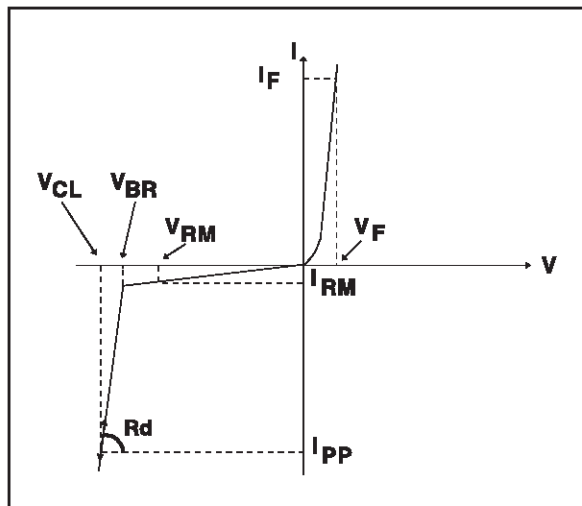 I
I_F
V_CL V_BR
V_RM
V_F
V
I_RM
Rd
I_PP